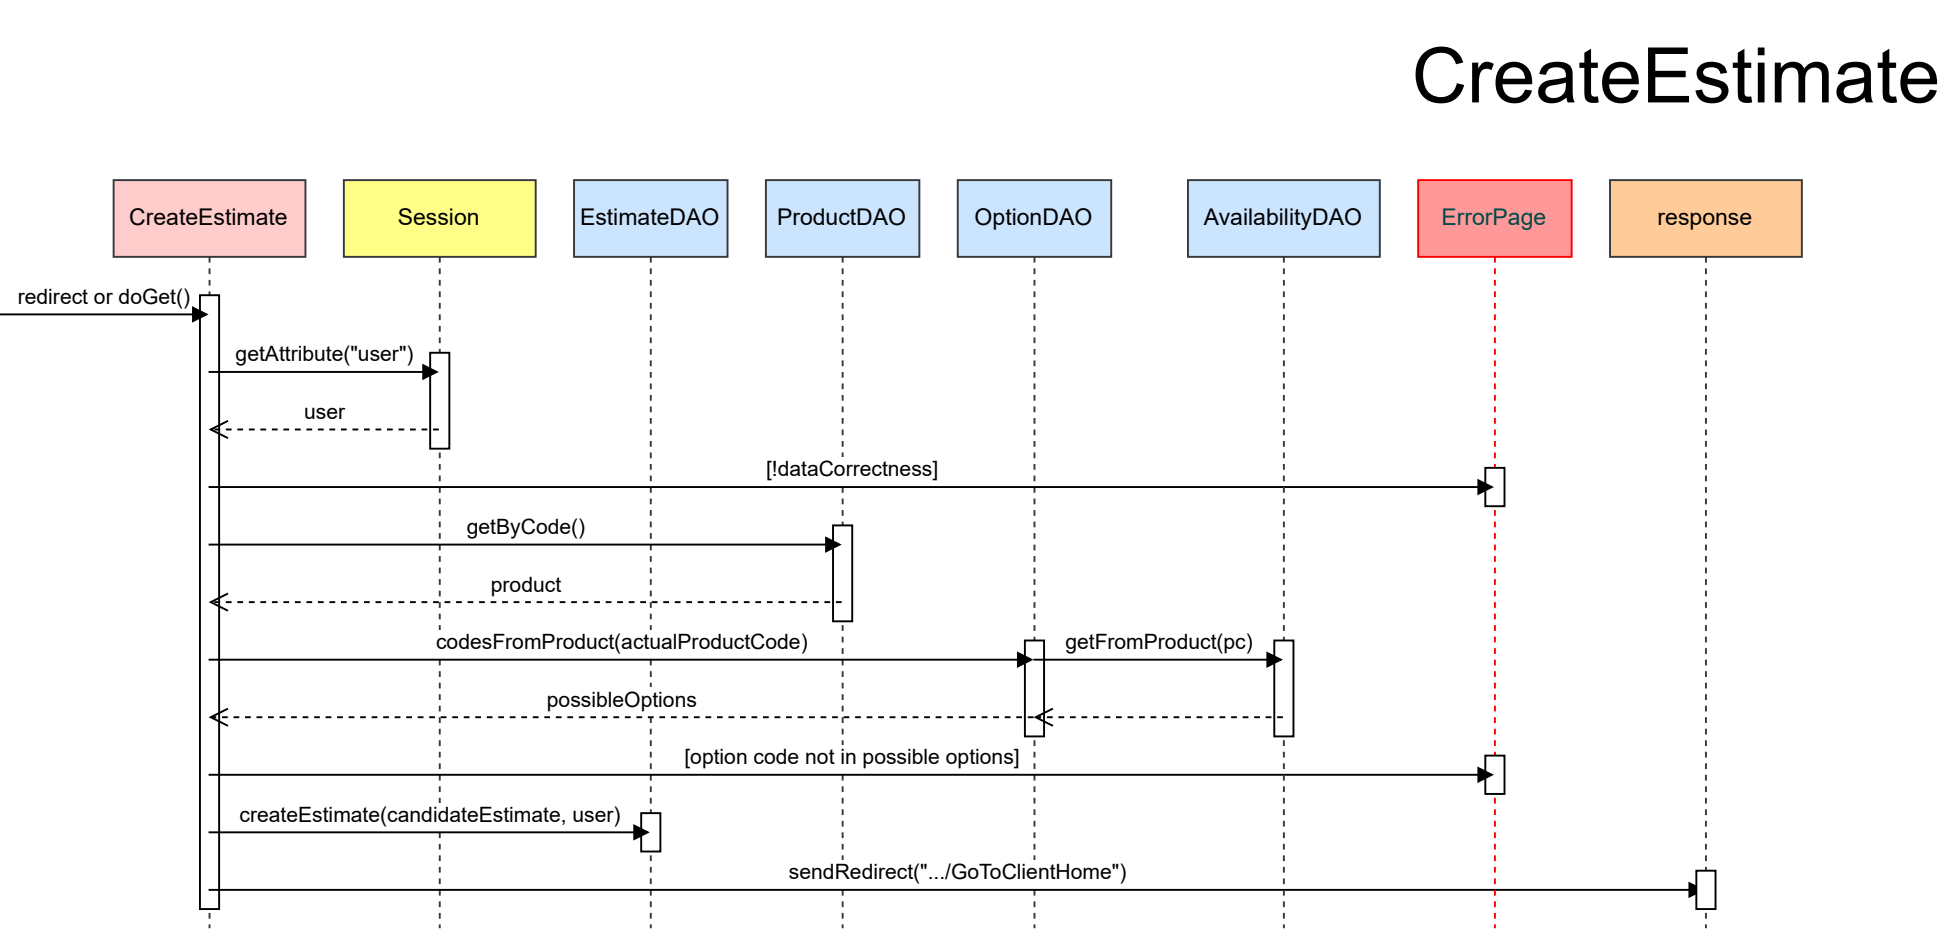 CreateEstimate
CreateEstimate
Session
EstimateDAO
ProductDAO
OptionDAO
AvailabilityDAO
ErrorPage
response
redirect or doGet()
getAttribute("user")
user
[!dataCorrectness]
getByCode()
product
codesFromProduct(actualProductCode)
getFromProduct(pc)
possibleOptions
[option code not in possible options]
createEstimate(candidateEstimate, user)
sendRedirect(".../GoToClientHome")